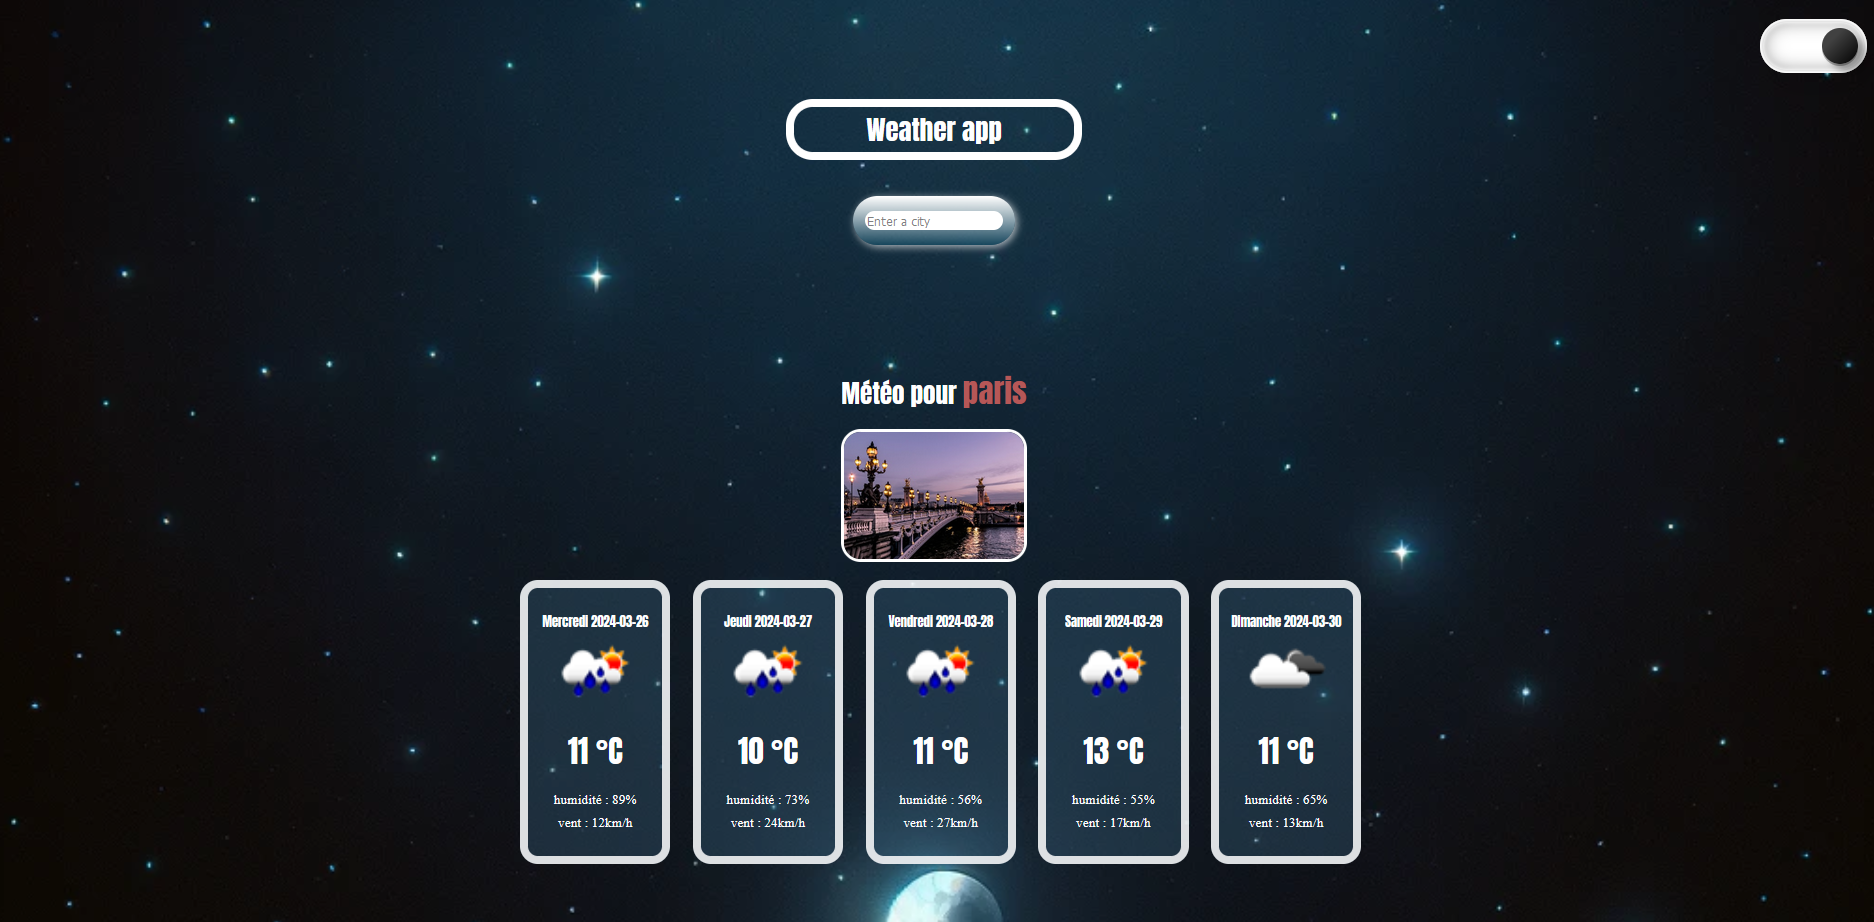 Weather app
Enter a city
Météo pour paris
Mercredi 2024-03-26
11 °C
humidité : 89%
vent : 12km/h
Jeudi 2024-03-27
10 °C
humidité : 73%
vent : 24km/h
Vendredi 2024-03-28
11 °C
humidité : 56%
vent : 27km/h
Samedi 2024-03-29
13 °C
humidité : 55%
vent : 17km/h
Dimanche 2024-03-30
11 °C
humidité : 65%
vent : 13km/h